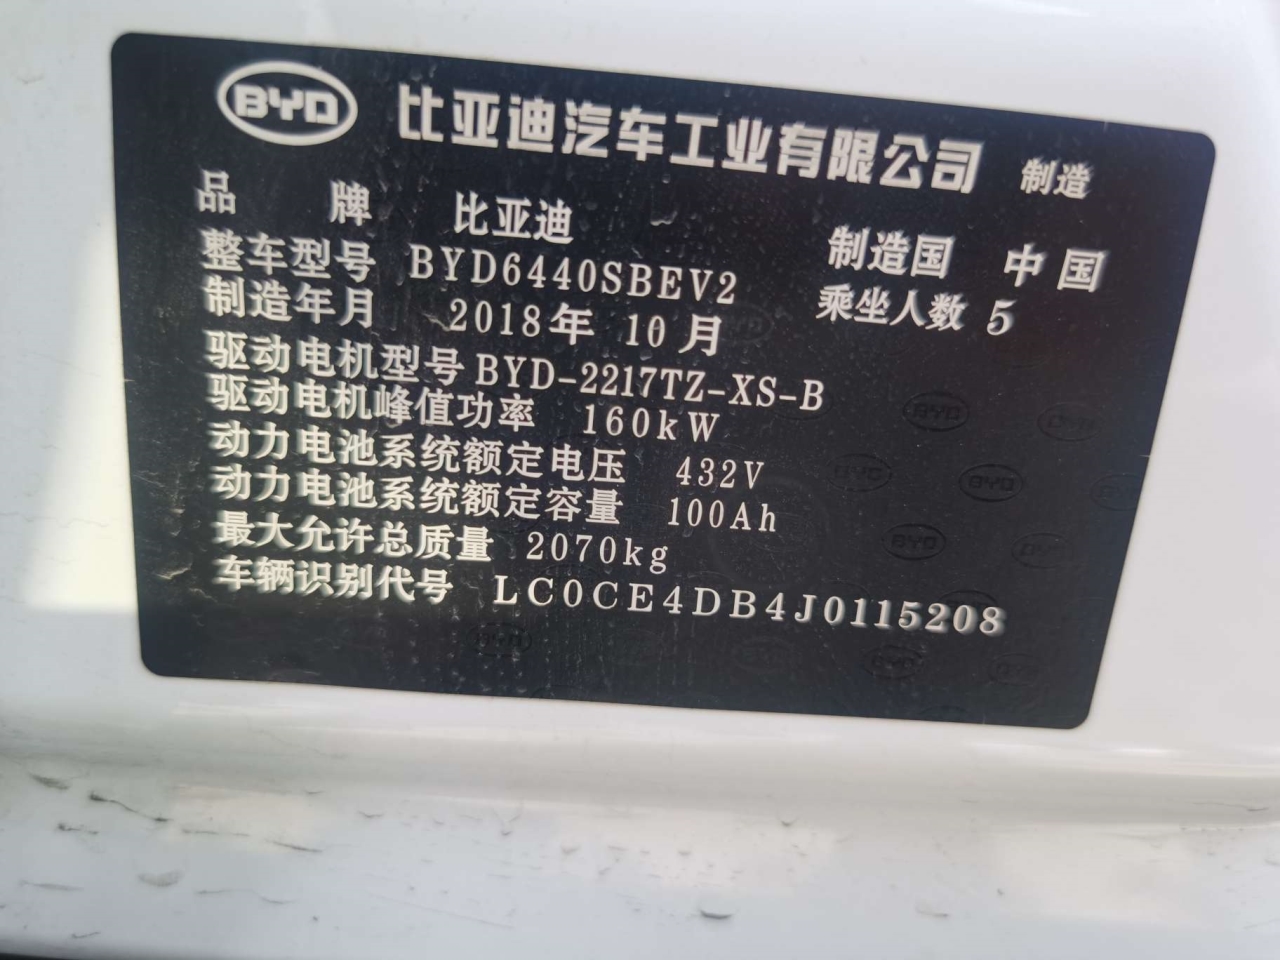 BYD 比亚迪汽车工业有限公司 制造
品 牌 比亚迪 制造国 中国
整车型号 BYD6440SBEV2 乘坐人数 5
制造年月 2018年 10 月
驱动电机型号 BYD-2217TZ-XS-B
驱动电机峰值功率 160kW
动力电池系统额定电压 432V
动力电池系统额定容量 100Ah
最大允许总质量 2070kg
车辆识别代号 LC0CE4DB4J0115208